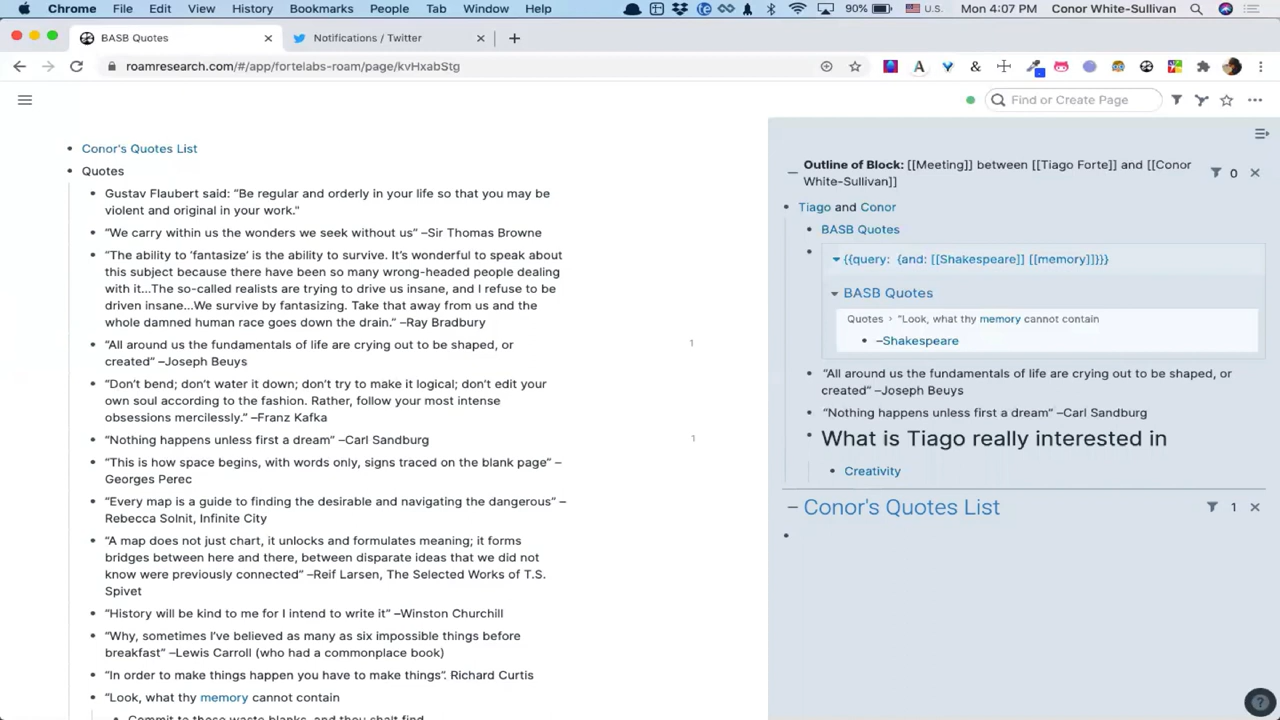 Chrome File Edit View History Bookmarks People Tab Window Help 90% U.S. Mon 4:07 PM Conor White-Sullivan
BASB Quotes
Notifications / Twitter
roamresearch.com/#/app/fortelabs-roam/page/kvHxabStg
Find or Create Page
Conor's Quotes List
Quotes
Gustav Flaubert said: “Be regular and orderly in your life so that you may be
violent and original in your work."
“We carry within us the wonders we seek without us” –Sir Thomas Browne
“The ability to ‘fantasize’ is the ability to survive. It’s wonderful to speak about
this subject because there have been so many wrong-headed people dealing
with it...The so-called realists are trying to drive us insane, and I refuse to be
driven insane...We survive by fantasizing. Take that away from us and the
whole damned human race goes down the drain.” –Ray Bradbury
“All around us the fundamentals of life are crying out to be shaped, or
created” –Joseph Beuys
1
“Don’t bend; don’t water it down; don’t try to make it logical; don’t edit your
own soul according to the fashion. Rather, follow your most intense
obsessions mercilessly.” –Franz Kafka
“Nothing happens unless first a dream” –Carl Sandburg
1
“This is how space begins, with words only, signs traced on the blank page” –
Georges Perec
“Every map is a guide to finding the desirable and navigating the dangerous” –
Rebecca Solnit, Infinite City
“A map does not just chart, it unlocks and formulates meaning; it forms
bridges between here and there, between disparate ideas that we did not
know were previously connected” –Reif Larsen, The Selected Works of T.S.
Spivet
“History will be kind to me for I intend to write it” –Winston Churchill
“Why, sometimes I’ve believed as many as six impossible things before
breakfast” –Lewis Carroll (who had a commonplace book)
“In order to make things happen you have to make things”. Richard Curtis
“Look, what thy memory cannot contain
Commit to these waste blanks, and thou shalt find
Outline of Block: [[Meeting]] between [[Tiago Forte]] and [[Conor
White-Sullivan]]
0
Tiago and Conor
BASB Quotes
{{query: {and: [[Shakespeare]] [[memory]]}}}
BASB Quotes
Quotes › “Look, what thy memory cannot contain
–Shakespeare
“All around us the fundamentals of life are crying out to be shaped, or
created” –Joseph Beuys
“Nothing happens unless first a dream” –Carl Sandburg
What is Tiago really interested in
Creativity
Conor's Quotes List
1